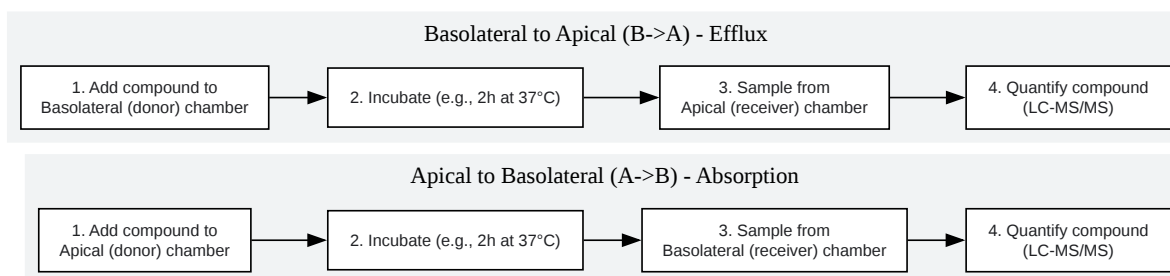 Basolateral to Apical (B->A) - Efflux
1. Add compound to
Basolateral (donor) chamber
2. Incubate (e.g., 2h at 37°C)
3. Sample from
Apical (receiver) chamber
4. Quantify compound
(LC-MS/MS)
Apical to Basolateral (A->B) - Absorption
1. Add compound to
Apical (donor) chamber
2. Incubate (e.g., 2h at 37°C)
3. Sample from
Basolateral (receiver) chamber
4. Quantify compound
(LC-MS/MS)